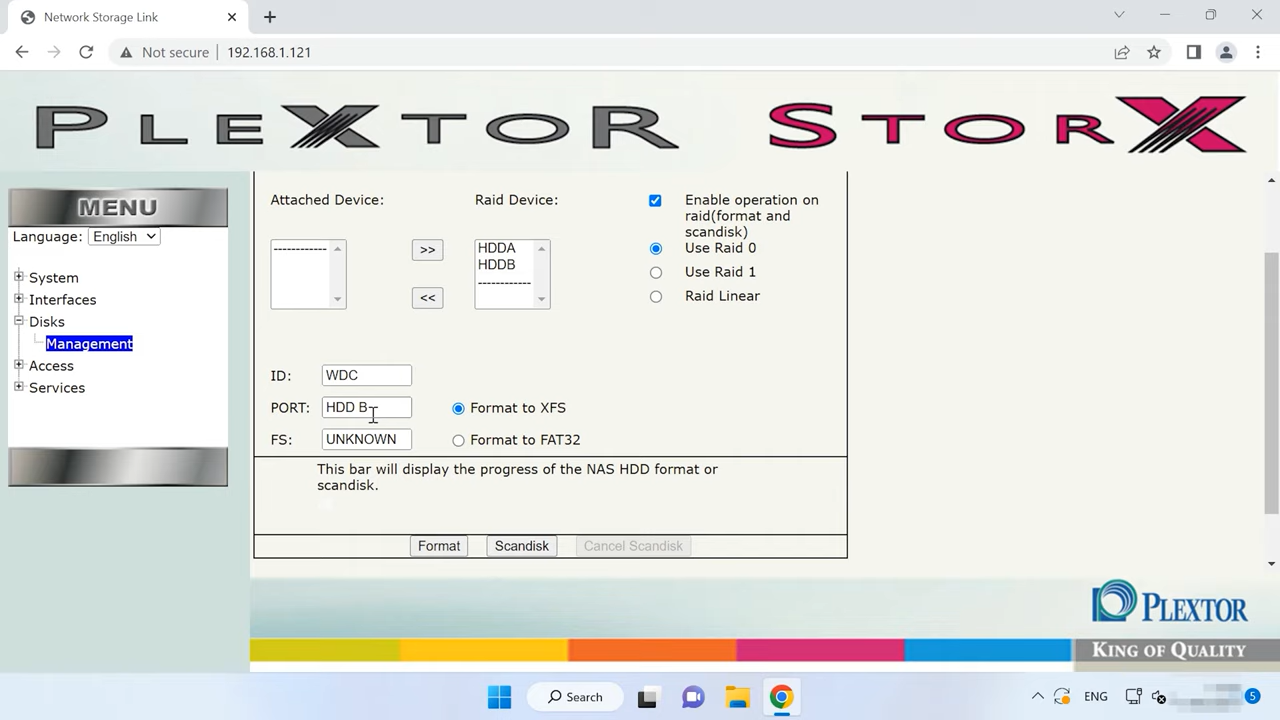 Network Storage Link
Not secure 192.168.1.121
PLEXTOR STORX
MENU
Language: English
System
Interfaces
Disks
Management
Access
Services
Attached Device:
------------
>>
<<
Raid Device:
HDDA
HDDB
------------
Enable operation on
raid(format and
scandisk)
Use Raid 0
Use Raid 1
Raid Linear
ID: WDC
PORT: HDD B
Format to XFS
FS: UNKNOWN
Format to FAT32
This bar will display the progress of the NAS HDD format or
scandisk.
Format Scandisk Cancel Scandisk
PLEXTOR
KING OF QUALITY
Search
ENG
5